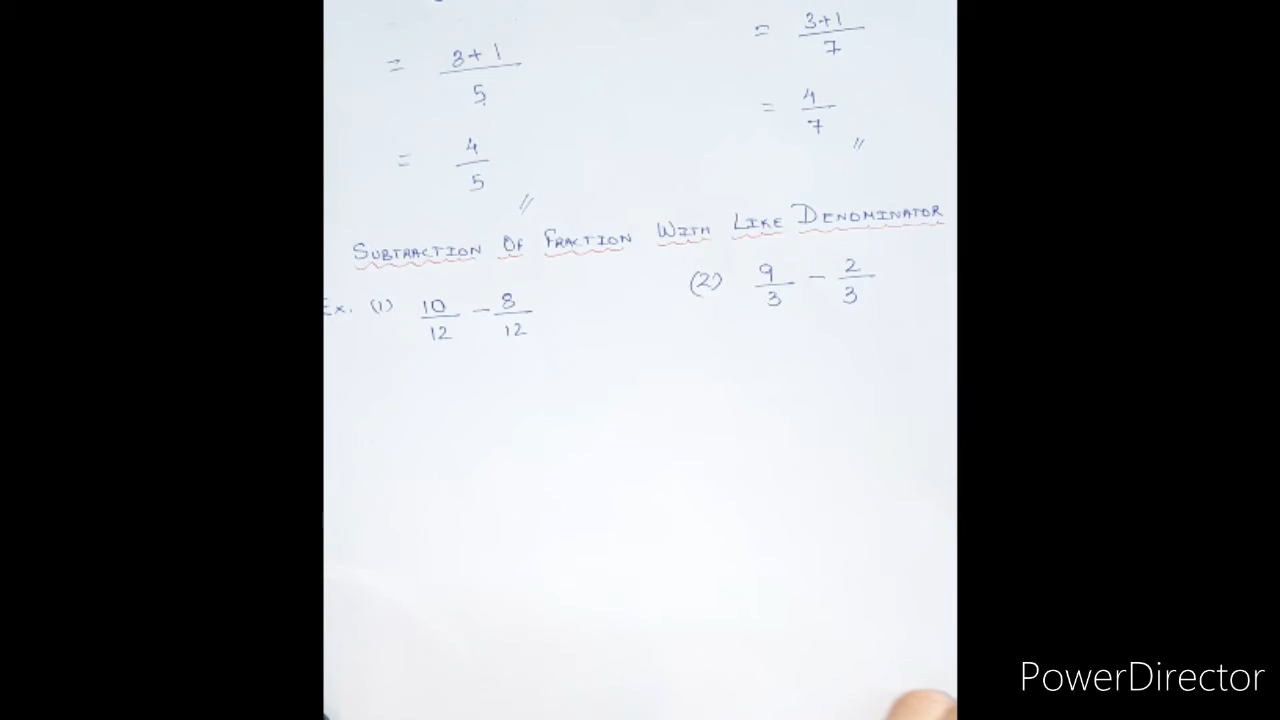 = 3+1/5
= 4/5 //
= 3+1/7
= 4/7 //
SUBTRACTION OF FRACTION WITH LIKE DENOMINATOR
Ex. (1) 10/12 - 8/12
(2) 9/3 - 2/3
PowerDirector